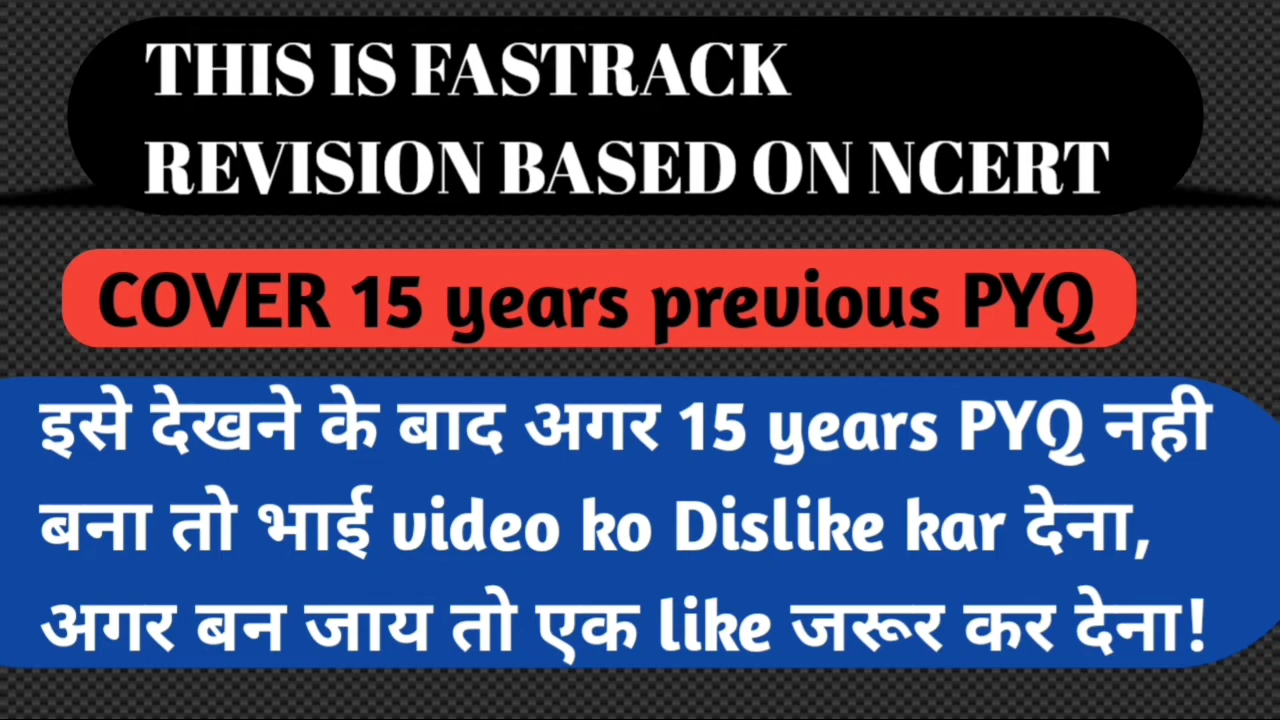 THIS IS FASTRACK
REVISION BASED ON NCERT
COVER 15 years previous PYQ
इसे देखने के बाद अगर 15 years PYQ नही
बना तो भाई video ko Dislike kar देना,
अगर बन जाय तो एक like जरूर कर देना!